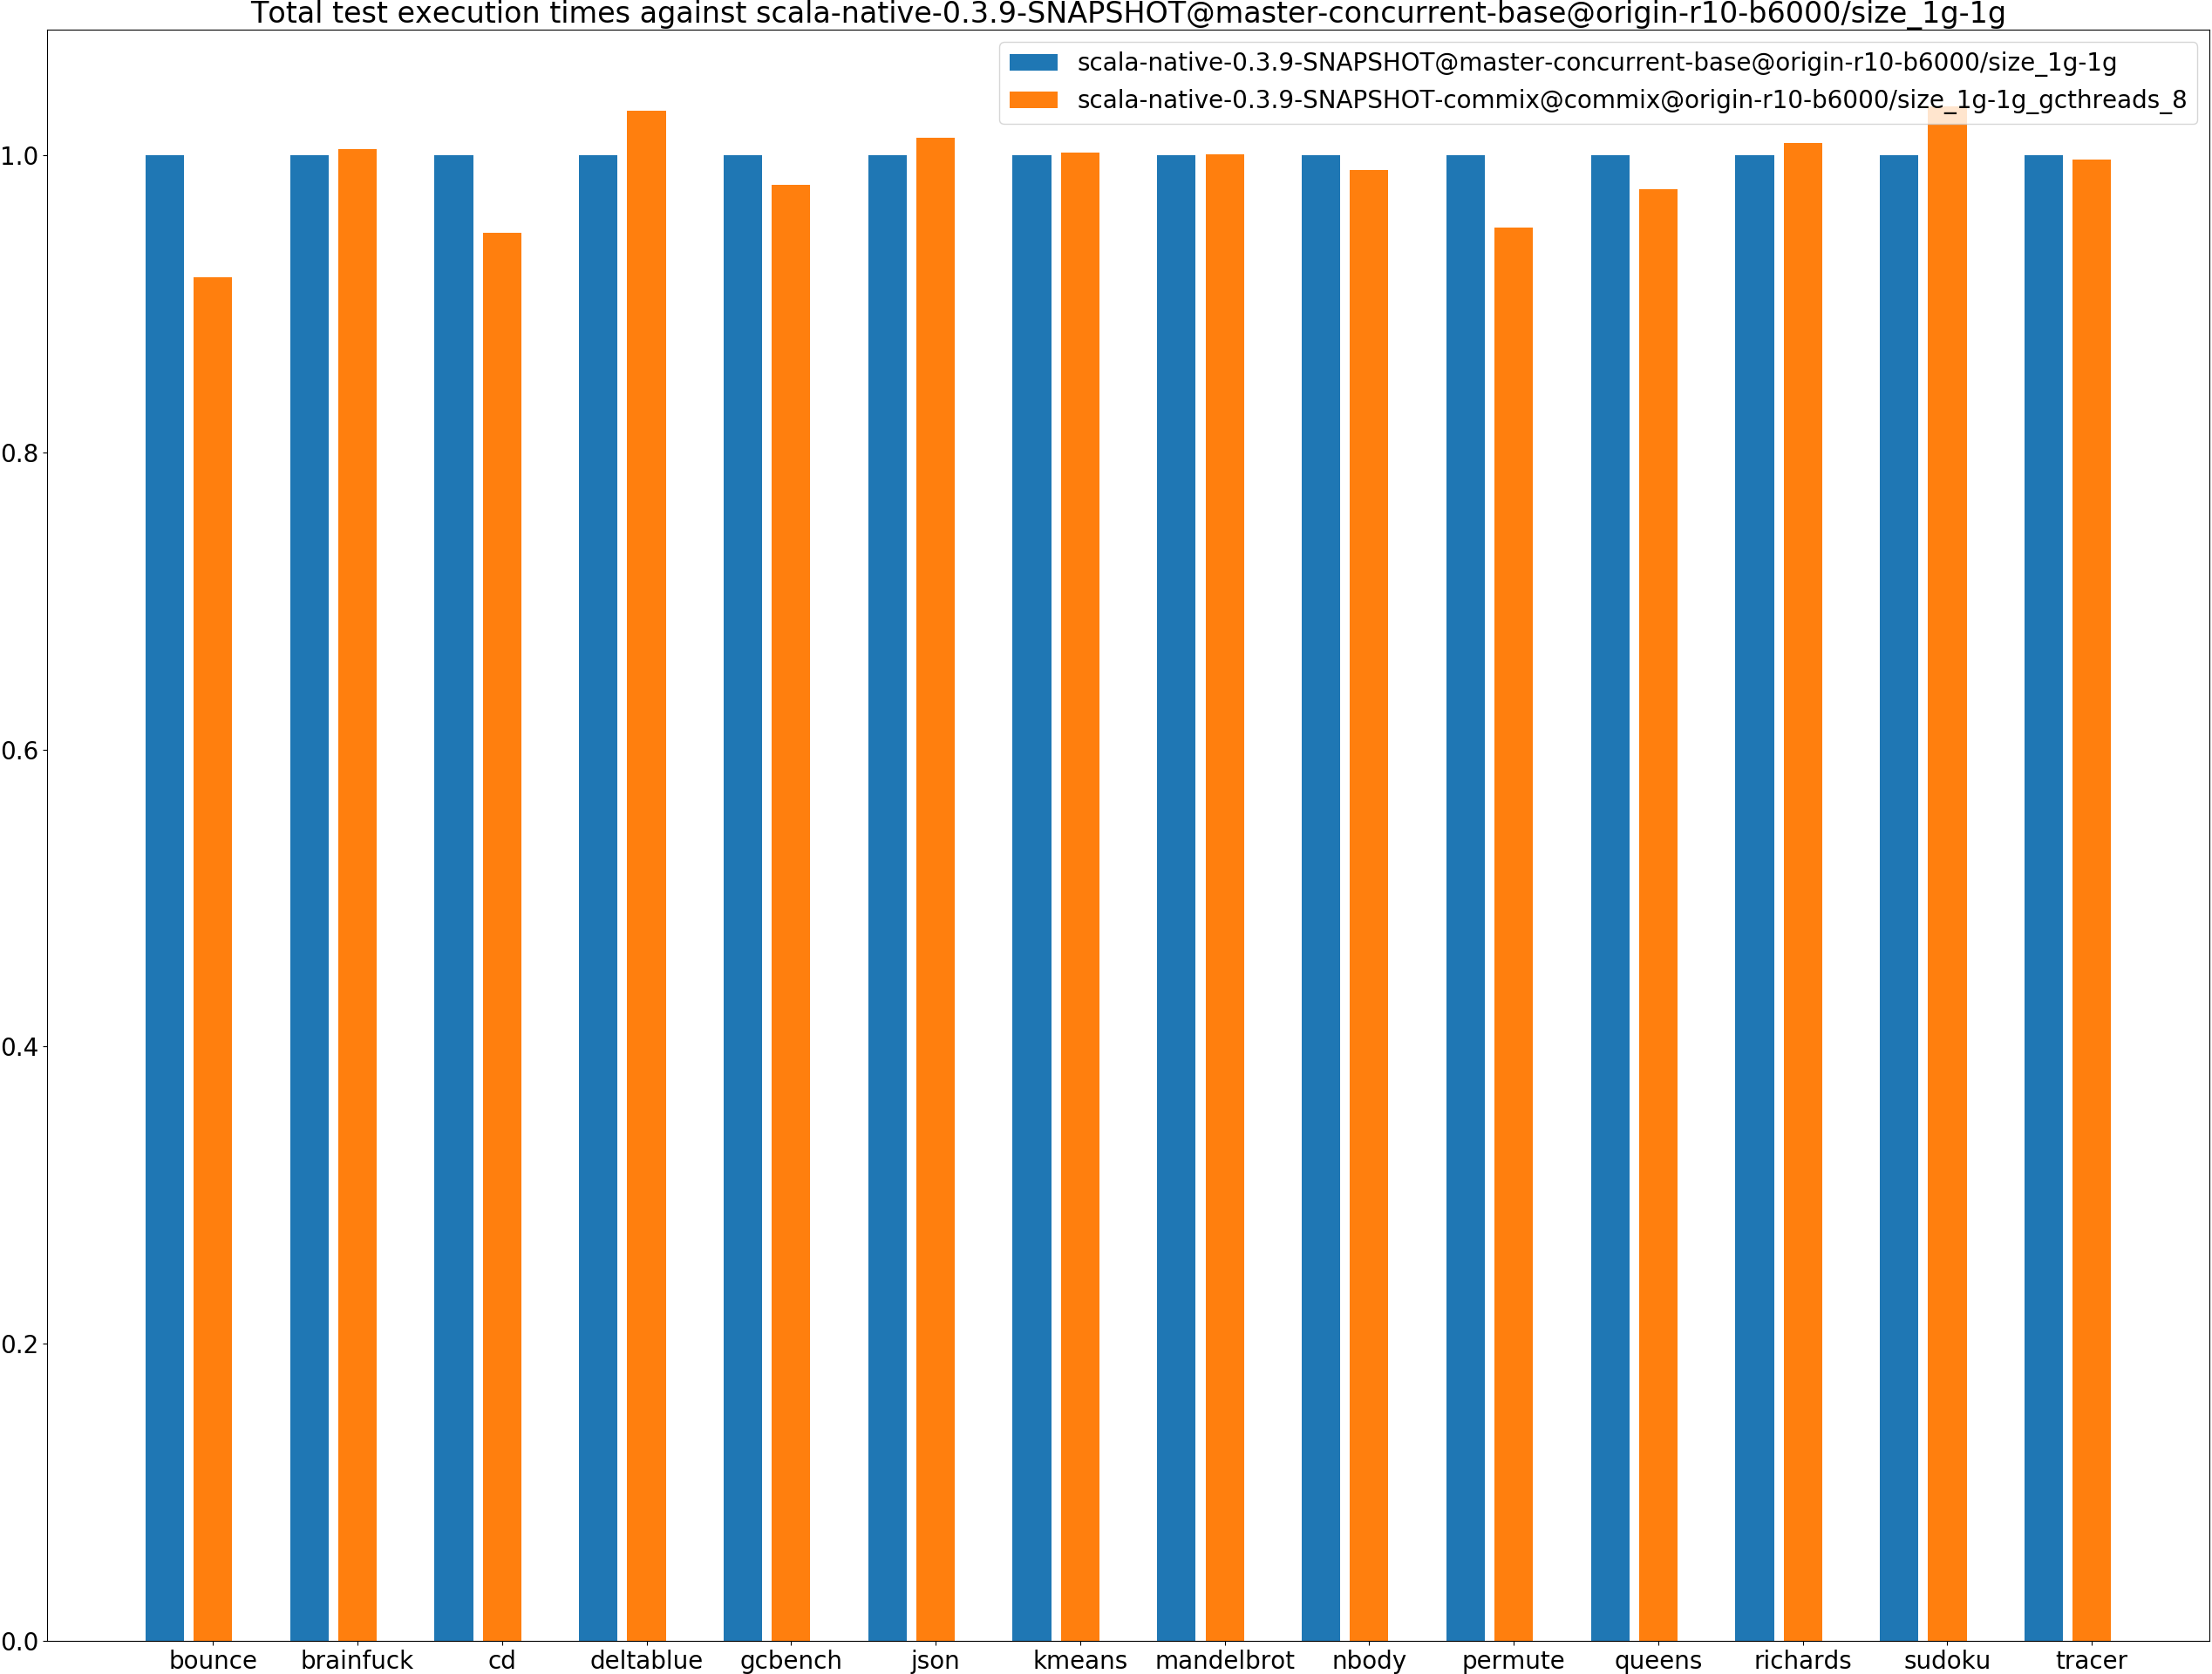 Total test execution times against scala-native-0.3.9-SNAPSHOT@master-concurrent-base@origin-r10-b6000/size_1g-1g
scala-native-0.3.9-SNAPSHOT@master-concurrent-base@origin-r10-b6000/size_1g-1g
scala-native-0.3.9-SNAPSHOT-commix@commix@origin-r10-b6000/size_1g-1g_gcthreads_8
1.0
0.8
0.6
0.4
0.2
0.0
bounce brainfuck cd deltablue gcbench json kmeans mandelbrot nbody permute queens richards sudoku tracer